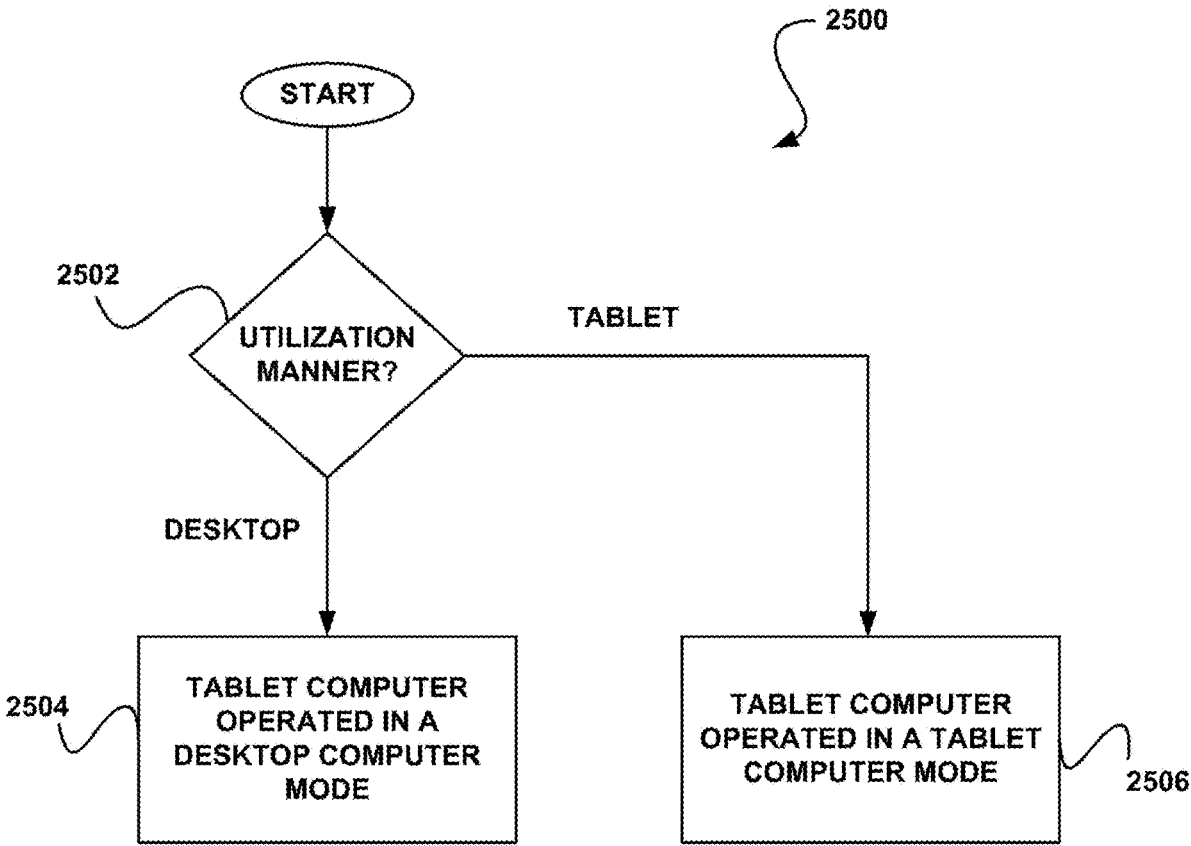 2500
START
2502
UTILIZATION
MANNER?
TABLET
DESKTOP
2504
TABLET COMPUTER
OPERATED IN A
DESKTOP COMPUTER
MODE
TABLET COMPUTER
OPERATED IN A TABLET
COMPUTER MODE
2506